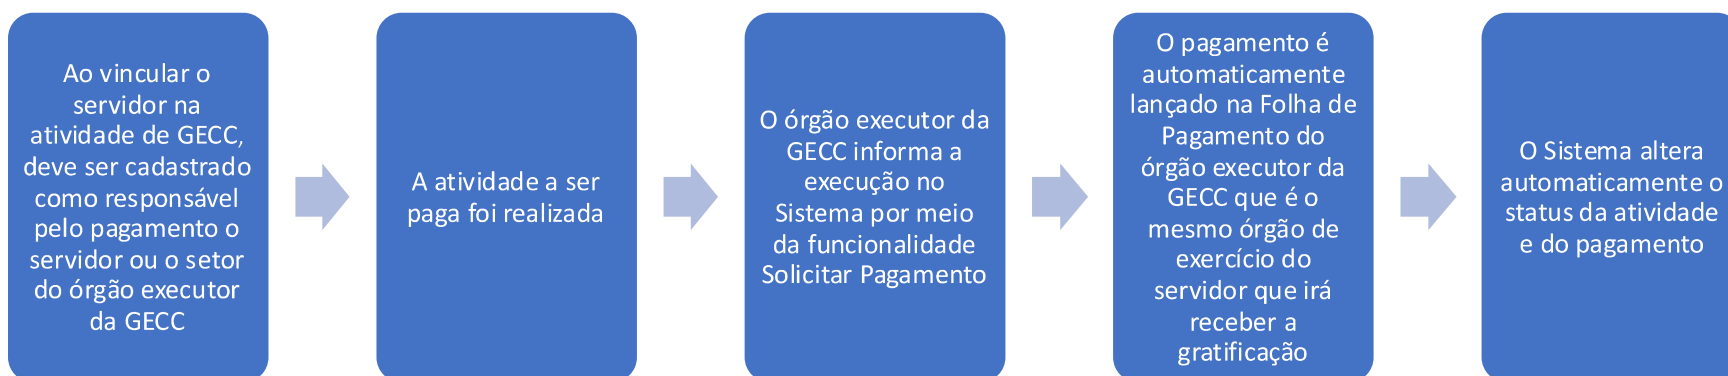 Ao vincular o
servidor na
atividade de GECC,
deve ser cadastrado
como responsável
pelo pagamento o
servidor ou o setor
do órgão executor
da GECC
A atividade a ser
paga foi realizada
O órgão executor da
GECC informa a
execução no
Sistema por meio
da funcionalidade
Solicitar Pagamento
O pagamento é
automaticamente
lançado na Folha de
Pagamento do
órgão executor da
GECC que é o
mesmo órgão de
exercício do
servidor que irá
receber a
gratificação
O Sistema altera
automaticamente o
status da atividade
e do pagamento